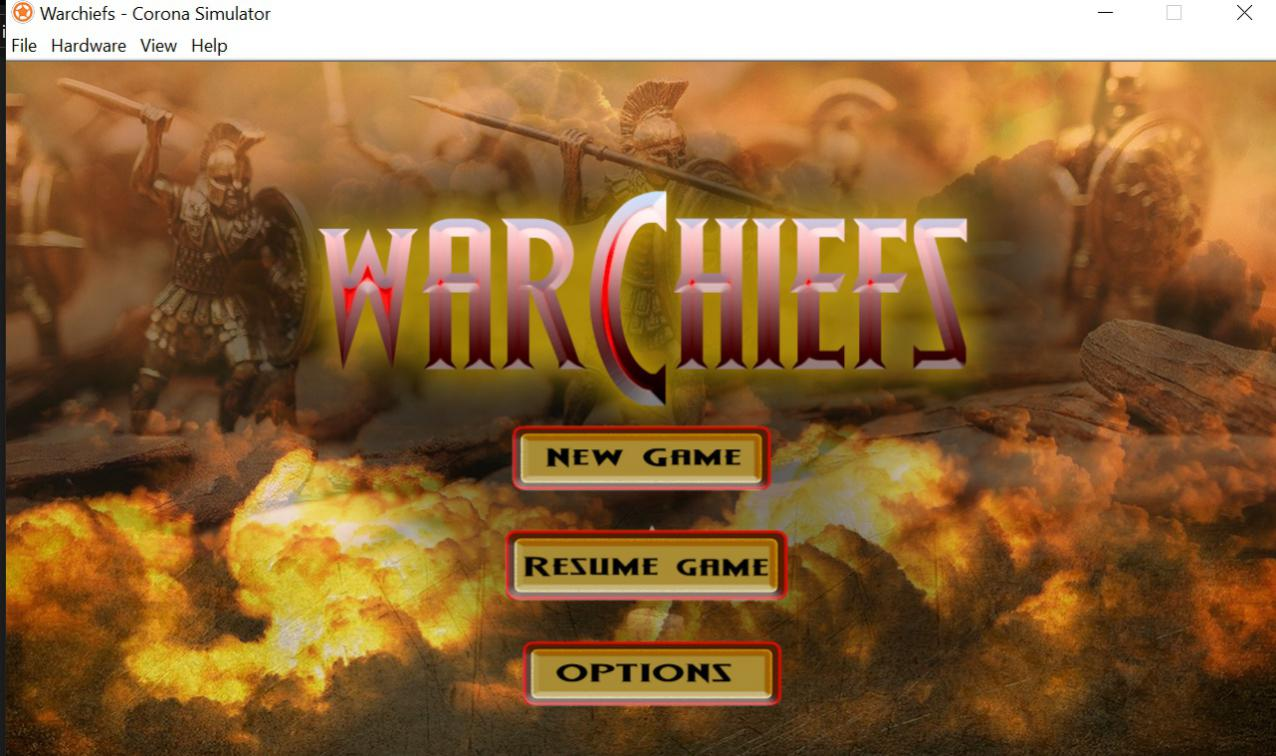 Warchiefs - Corona Simulator
File Hardware View Help
WARCHIEFS
NEW GAME
RESUME GAME
OPTIONS